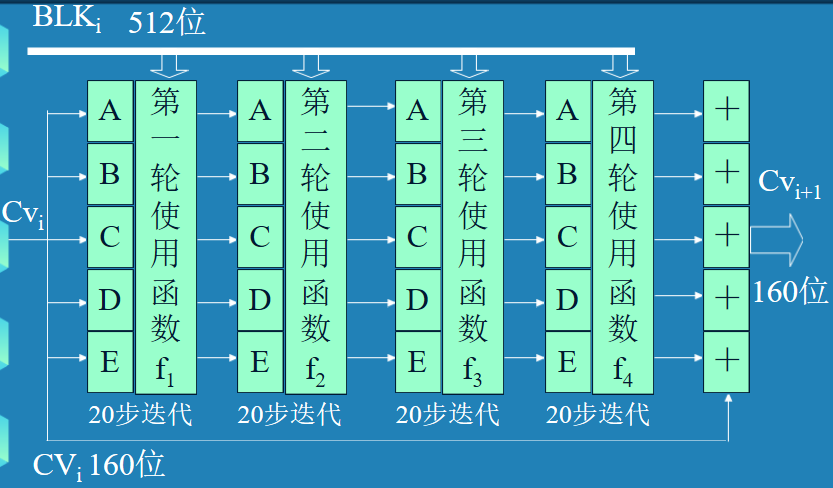 BLKᵢ 512位
A
B
C
D
E
第一轮使用函数f₁
A
B
C
D
E
第二轮使用函数f₂
A
B
C
D
E
第三轮使用函数f₃
A
B
C
D
E
第四轮使用函数f₄
+
+
+
+
+
Cvᵢ
Cvᵢ₊₁
160位
20步迭代
20步迭代
20步迭代
20步迭代
CVᵢ 160位